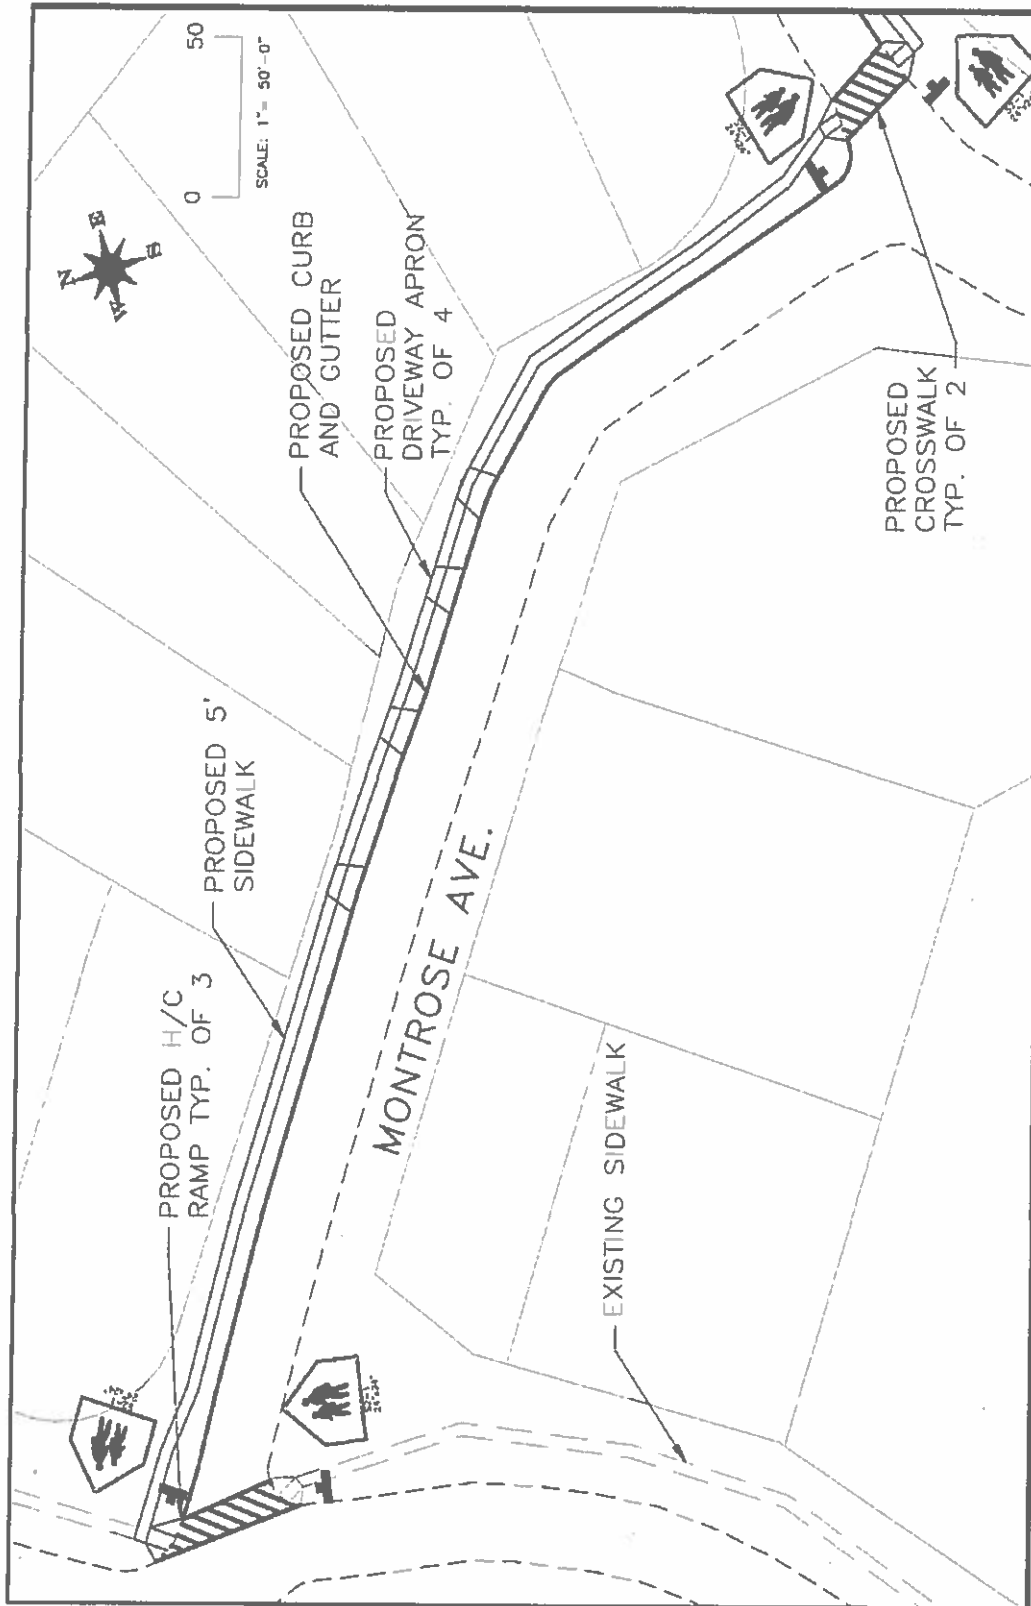 PROPOSED H/C
RAMP TYP. OF 3
PROPOSED 5'
SIDEWALK
PROPOSED CURB
AND GUTTER
PROPOSED
DRIVEWAY APRON
TYP. OF 4
N
E
S
W
0
50
SCALE: 1"= 50'-0"
MONTROSE AVE.
EXISTING SIDEWALK
PROPOSED
CROSSWALK
TYP. OF 2